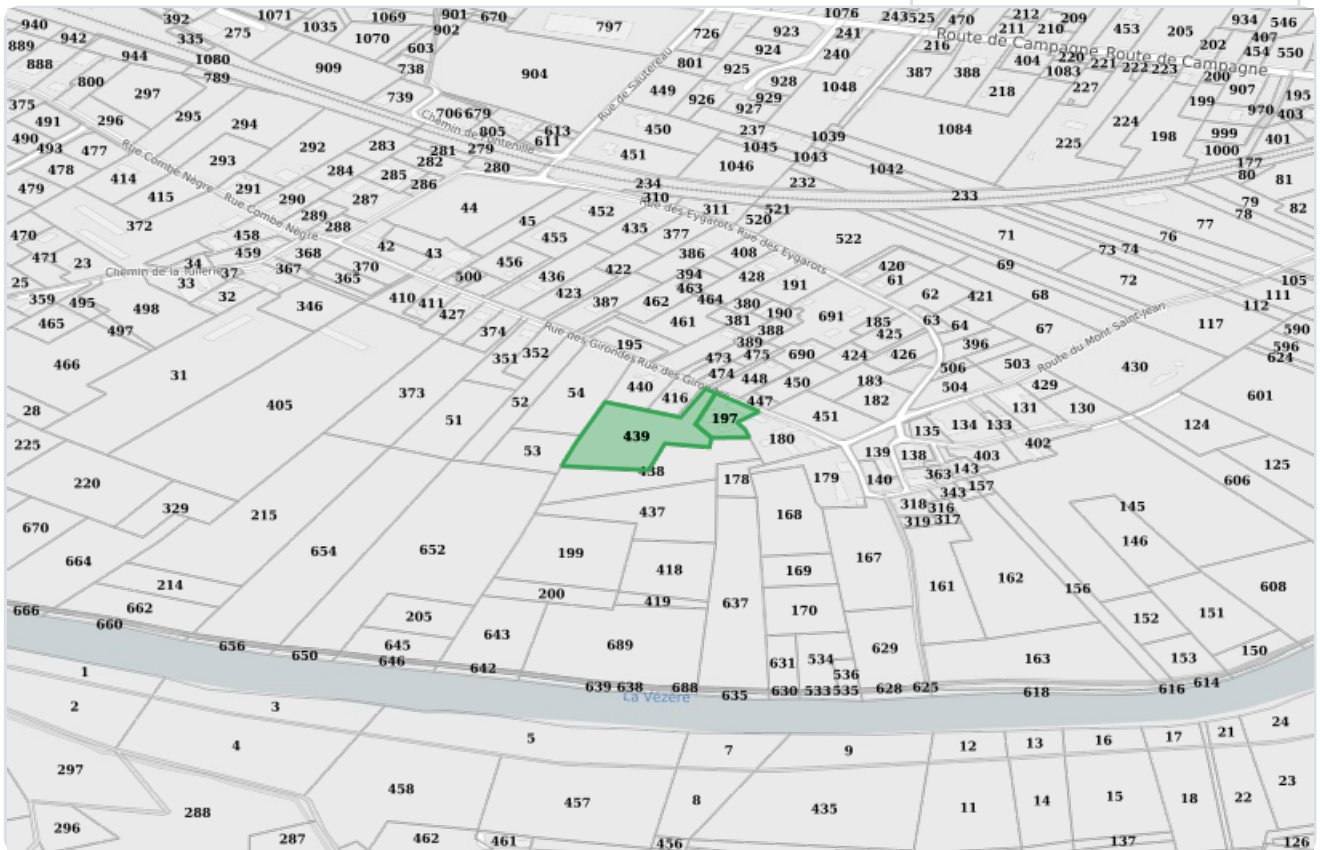 940 392 1071 1035 1069 901 670 797 726 1076 243 525 470 212 209 453 205 934 546
942 335 275 1070 902 923 241 211 210 407
889 944 1080 603 904 924 240 216 Route de Campagne Route de Campagne 202 454 550
888 789 909 738 Rue de Sautereau 801 925 387 388 404 220 221 222 223 200
800 297 739 449 926 928 1048 218 1083 227 907 195
375 296 295 294 706 679 929 927 199 970 403
491 Chemin de Fonteneille 805 613 450 237 1039 1084 224 198 999 401
490 493 477 Rue Combe Nègre 292 283 281 279 611 451 1045 1043 225 1000
478 293 284 282 280 1046 1042 177 80
479 414 291 285 286 234 232 233 81
415 Rue Combe Nègre 290 287 44 310 311 521 79 82
372 289 288 45 452 Rue des Eygarots Rue des Eygarots 520 77 78
470 458 368 42 455 435 377 522 71 76
471 23 34 459 43 456 386 408 73 74
25 Chemin de la Tuilerie 37 367 370 365 500 436 422 394 428 420 69 72 105
359 495 33 32 410 411 423 387 463 191 61 62 421 68 111
465 498 346 427 462 464 380 190 691 185 63 64 67 Route du Mont Saint-Jean 117 112 590
497 374 Rue des Girondes 461 381 388 425 396 596
466 31 351 352 195 Rue des Giro 389 424 426 506 503 430 624
373 54 473 475 690 183 504 429 601
28 405 52 440 474 448 450 182 131 130
51 416 447 451 134 133 124
225 439 197 180 135 402
53 438 178 179 139 138 403 125
220 437 168 140 363 143 606
329 343 157 145
670 215 318 316 146
664 654 652 199 319 317
214 418 169 167 161 162 156 608
662 200 419 637 170 152 151
666 660 205 643 689 629
656 645 631 534 163 153 150
650 646 642 536
1 639 638 688 635 630 533 535 628 625 618 616 614
La Vézère
2 3 5 7 9 12 13 16 17 21 24
4
297 288 458 457 8 435 11 14 15 18 22 23
296 287 462 461 456 137 126